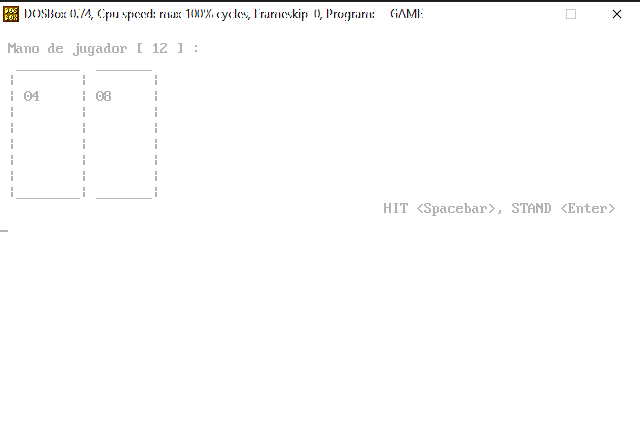 DOSBox 0.74, Cpu speed: max 100% cycles, Frameskip 0, Program: GAME
Mano de jugador [ 12 ] :
04 08
HIT <Spacebar>, STAND <Enter>